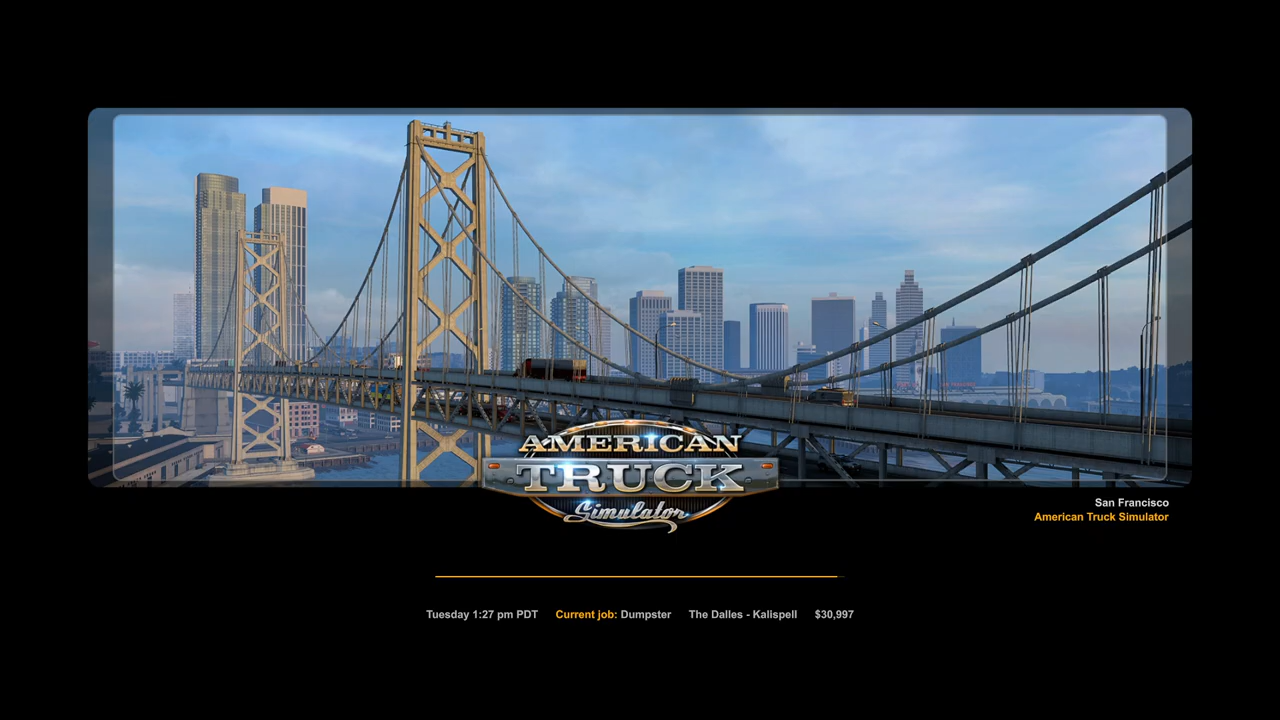 AMERICAN
TRUCK
Simulator
San Francisco
American Truck Simulator
Tuesday 1:27 pm PDT Current job: Dumpster The Dalles - Kalispell $30,997